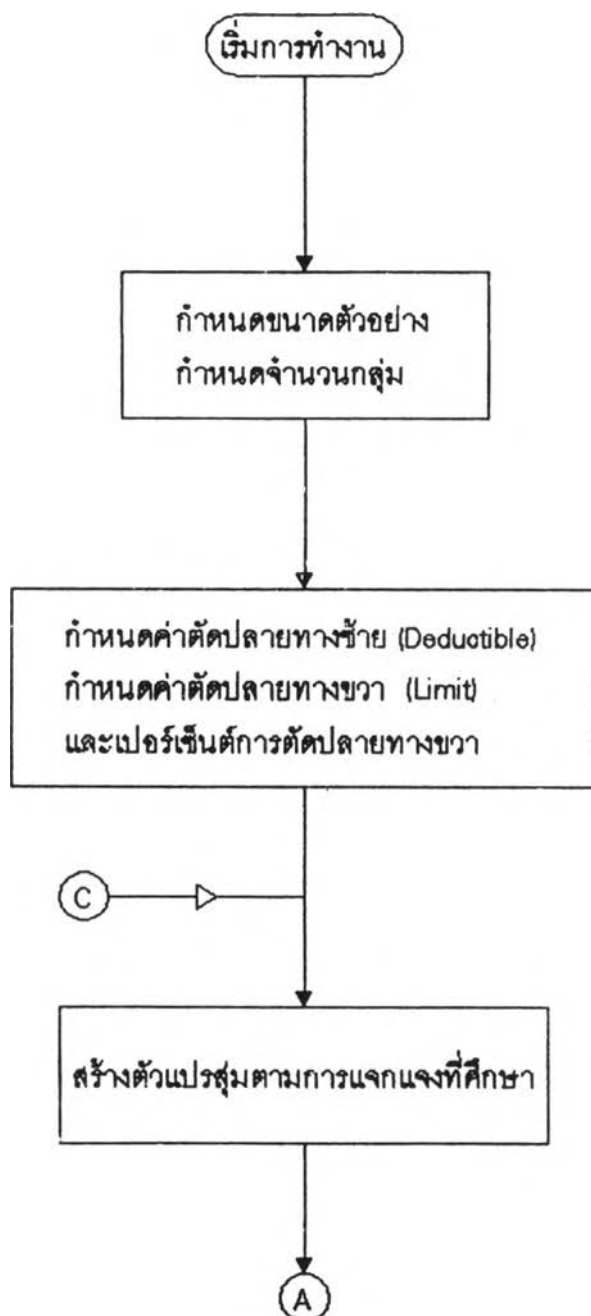 เริ่มการทำงาน
กำหนดขนาดตัวอย่าง
กำหนดจำนวนกลุ่ม
กำหนดค่าตัดปลายทางซ้าย (Deductible)
กำหนดค่าตัดปลายทางขวา (Limit)
และเปอร์เซ็นต์การตัดปลายทางขวา
C
สร้างตัวแปรสุ่มตามการแจกแจงที่ศึกษา
A